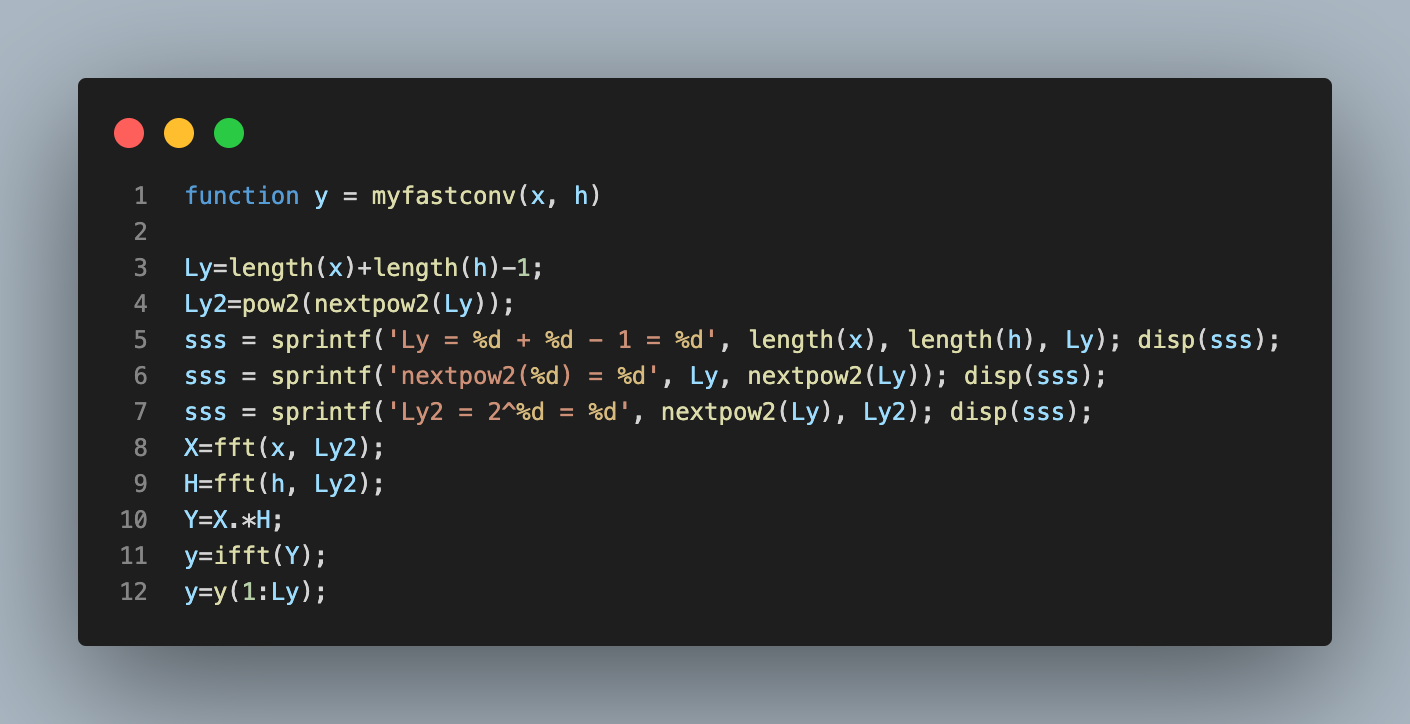 1 function y = myfastconv(x, h)
2
3 Ly=length(x)+length(h)-1;
4 Ly2=pow2(nextpow2(Ly));
5 sss = sprintf('Ly = %d + %d - 1 = %d', length(x), length(h), Ly); disp(sss);
6 sss = sprintf('nextpow2(%d) = %d', Ly, nextpow2(Ly)); disp(sss);
7 sss = sprintf('Ly2 = 2^%d = %d', nextpow2(Ly), Ly2); disp(sss);
8 X=fft(x, Ly2);
9 H=fft(h, Ly2);
10 Y=X.*H;
11 y=ifft(Y);
12 y=y(1:Ly);